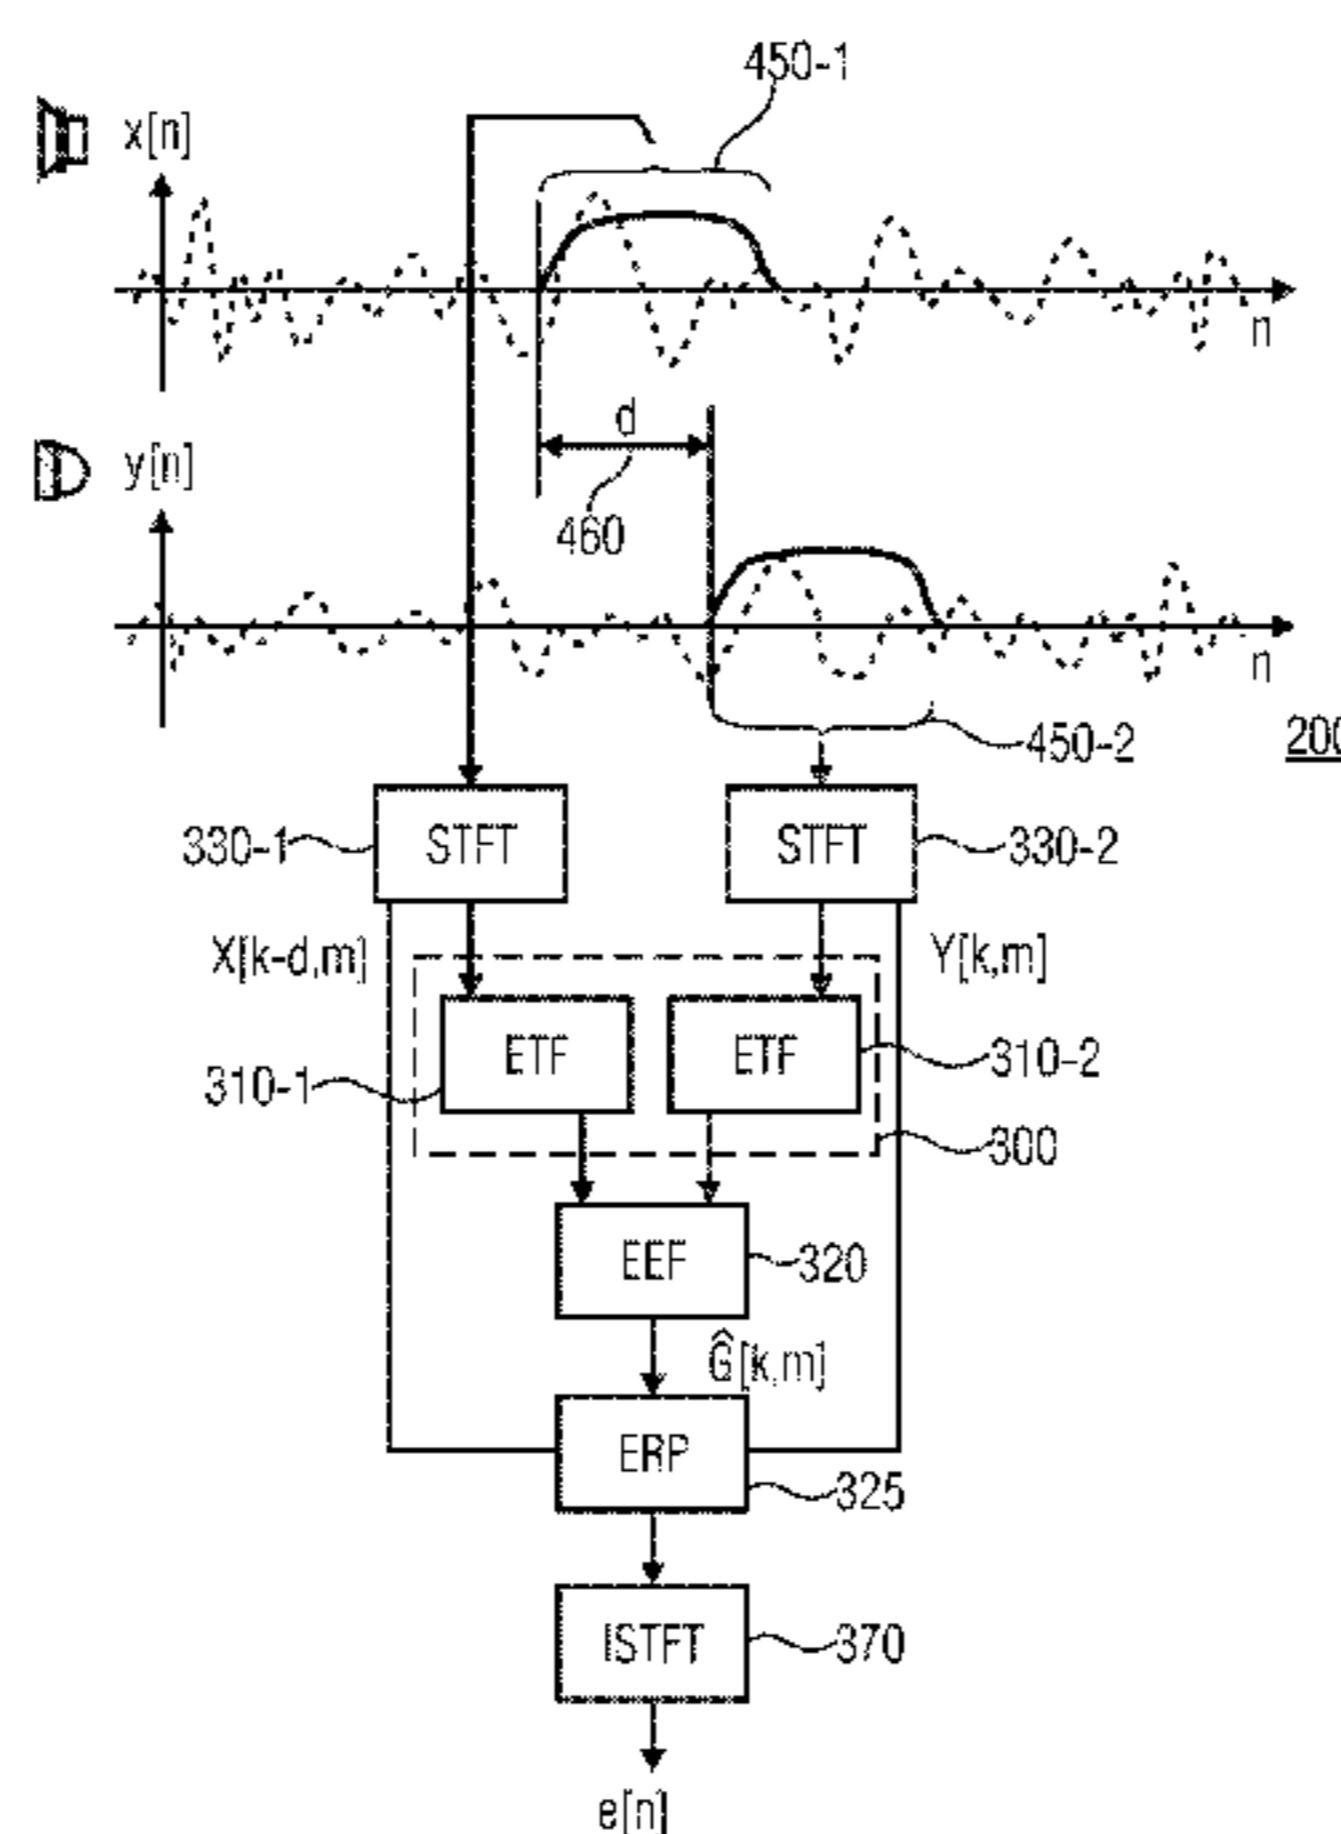 450-1
x[n]
n
d
y[n]
460
n
450-2
200
330-1
STFT
STFT
330-2
X[k-d,m]
Y[k,m]
ETF
ETF
310-1
310-2
300
EEF
320
Ĝ[k,m]
ERP
325
ISTFT
370
e[n]